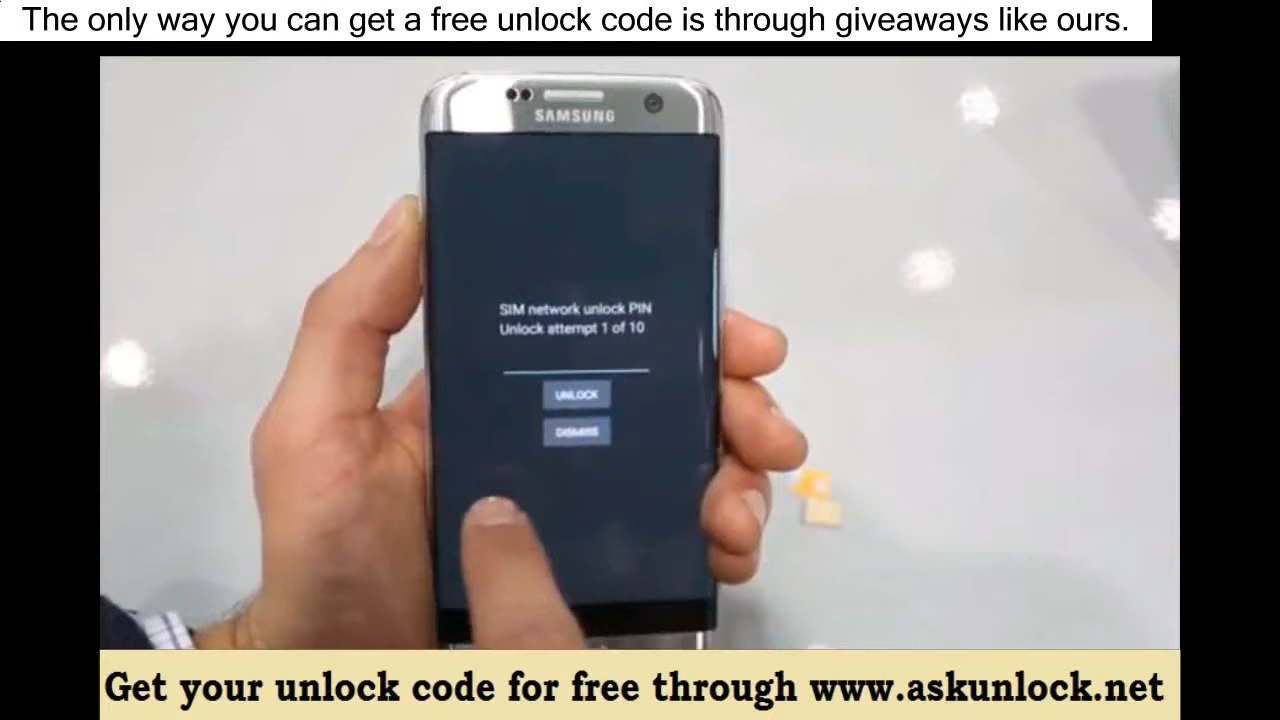 The only way you can get a free unlock code is through giveaways like ours.
SAMSUNG
SIM network unlock PIN
Unlock attempt 1 of 10
UNLOCK
DISMISS
Get your unlock code for free through www.askunlock.net